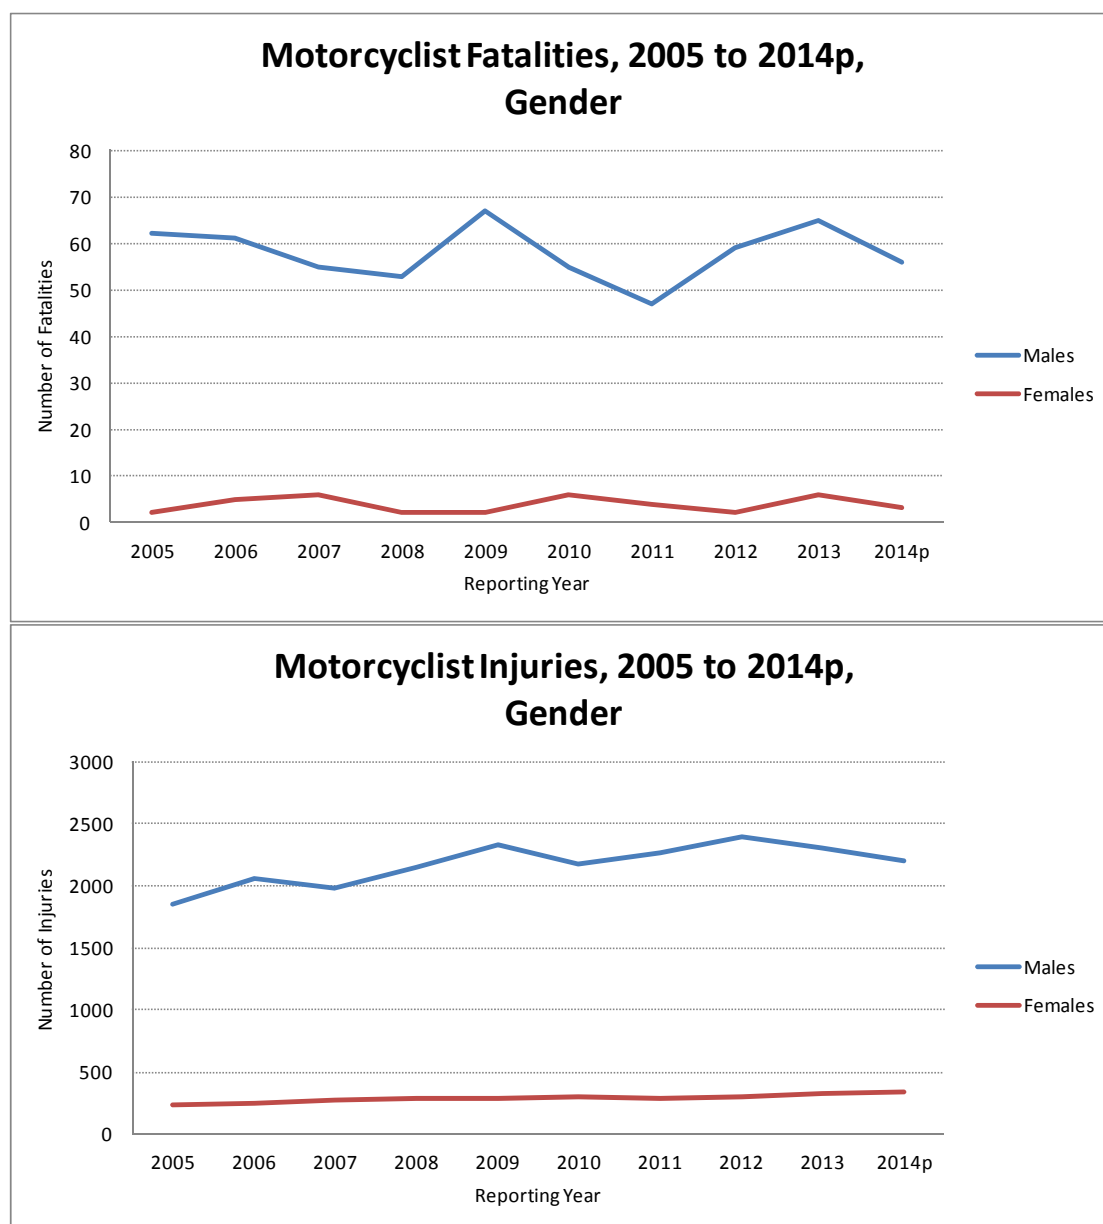 Motorcyclist Fatalities, 2005 to 2014p,
Gender
80
70
60
50
40
30
20
10
0
Number of Fatalities
2005 2006 2007 2008 2009 2010 2011 2012 2013 2014p
Reporting Year
Males
Females
Motorcyclist Injuries, 2005 to 2014p,
Gender
3000
2500
2000
1500
1000
500
0
Number of Injuries
2005 2006 2007 2008 2009 2010 2011 2012 2013 2014p
Reporting Year
Males
Females